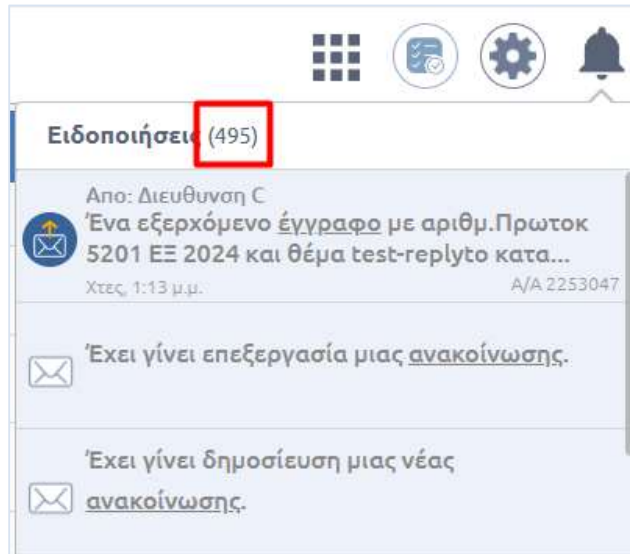 Ειδοποιήσεις (495)
Απο: Διευθυνση C
Ένα εξερχόμενο έγγραφο με αριθμ.Πρωτοκ
5201 ΕΞ 2024 και θέμα test-replyto κατα...
Χτες, 1:13 μ.μ. Α/Α 2253047
Έχει γίνει επεξεργασία μιας ανακοίνωσης.
Έχει γίνει δημοσίευση μιας νέας
ανακοίνωσης.